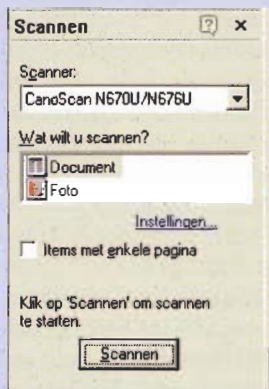 Scannen
Scanner:
CanoScan N670U/N676U
Wat wilt u scannen?
Document
Foto
Instellingen...
Items met enkele pagina
Klik op 'Scannen' om scannen
te starten.
Scannen